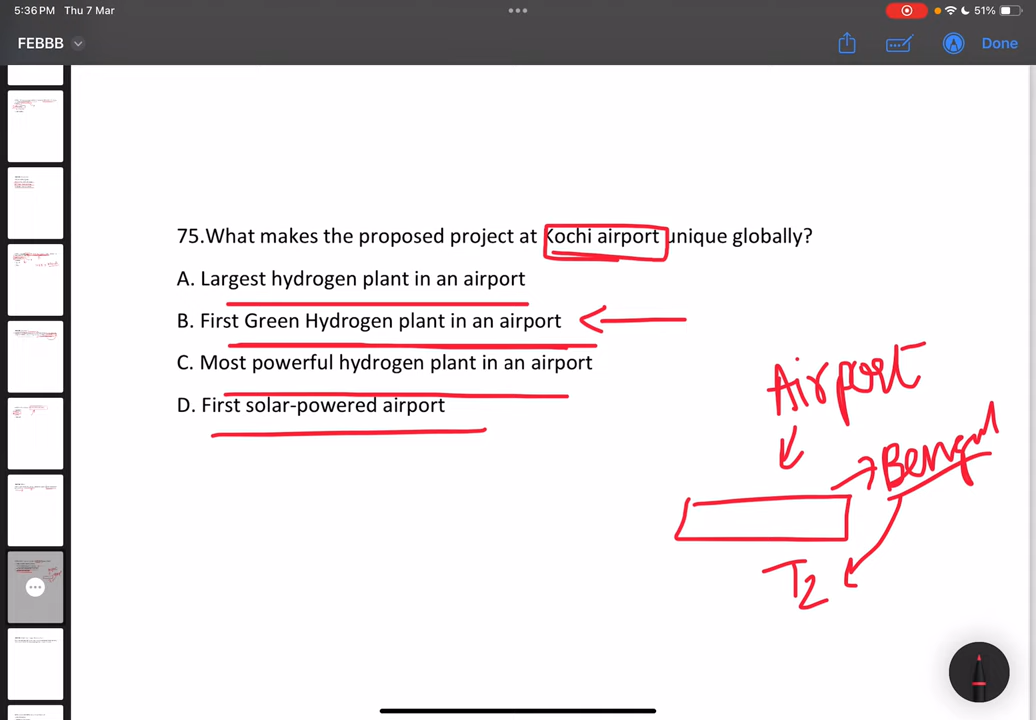 5:36 PM Thu 7 Mar
51%
FEBBB
Done
75.What makes the proposed project at Kochi airport unique globally?
A. Largest hydrogen plant in an airport
B. First Green Hydrogen plant in an airport
C. Most powerful hydrogen plant in an airport
D. First solar-powered airport
Airport
Bengal
T2